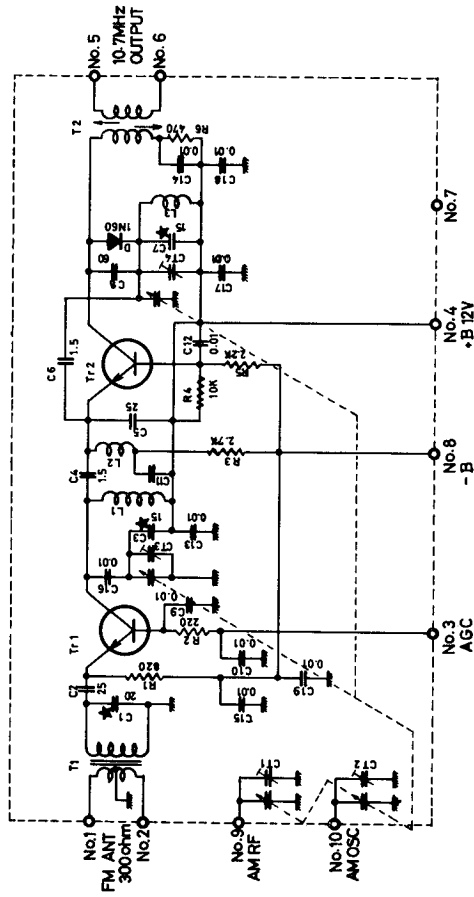 No.1
FM ANT
300ohm
No.2
T1
C1
20
C2
25
R1
820
Tr1
C15
0.01
C10
0.01
R2
220
C9
0.01
C19
0.01
C16
0.01
CT3
C3
15
C13
0.01
L1
C4
1.5
L2
C11
R3
2.7K
C5
25
C6
1.5
Tr2
R4
10K
C12
0.01
R5
2.2K
C8
60
D
1N60
CT4
C7
15
L3
C17
0.01
C14
0.01
R6
470
C18
0.01
T2
No.5
10·7MHz
OUTPUT
No.6
No.9
AM RF
CT1
No.10
AM OSC
CT2
No.3
AGC
No.8
-B
No.4
+B 12V
No.7